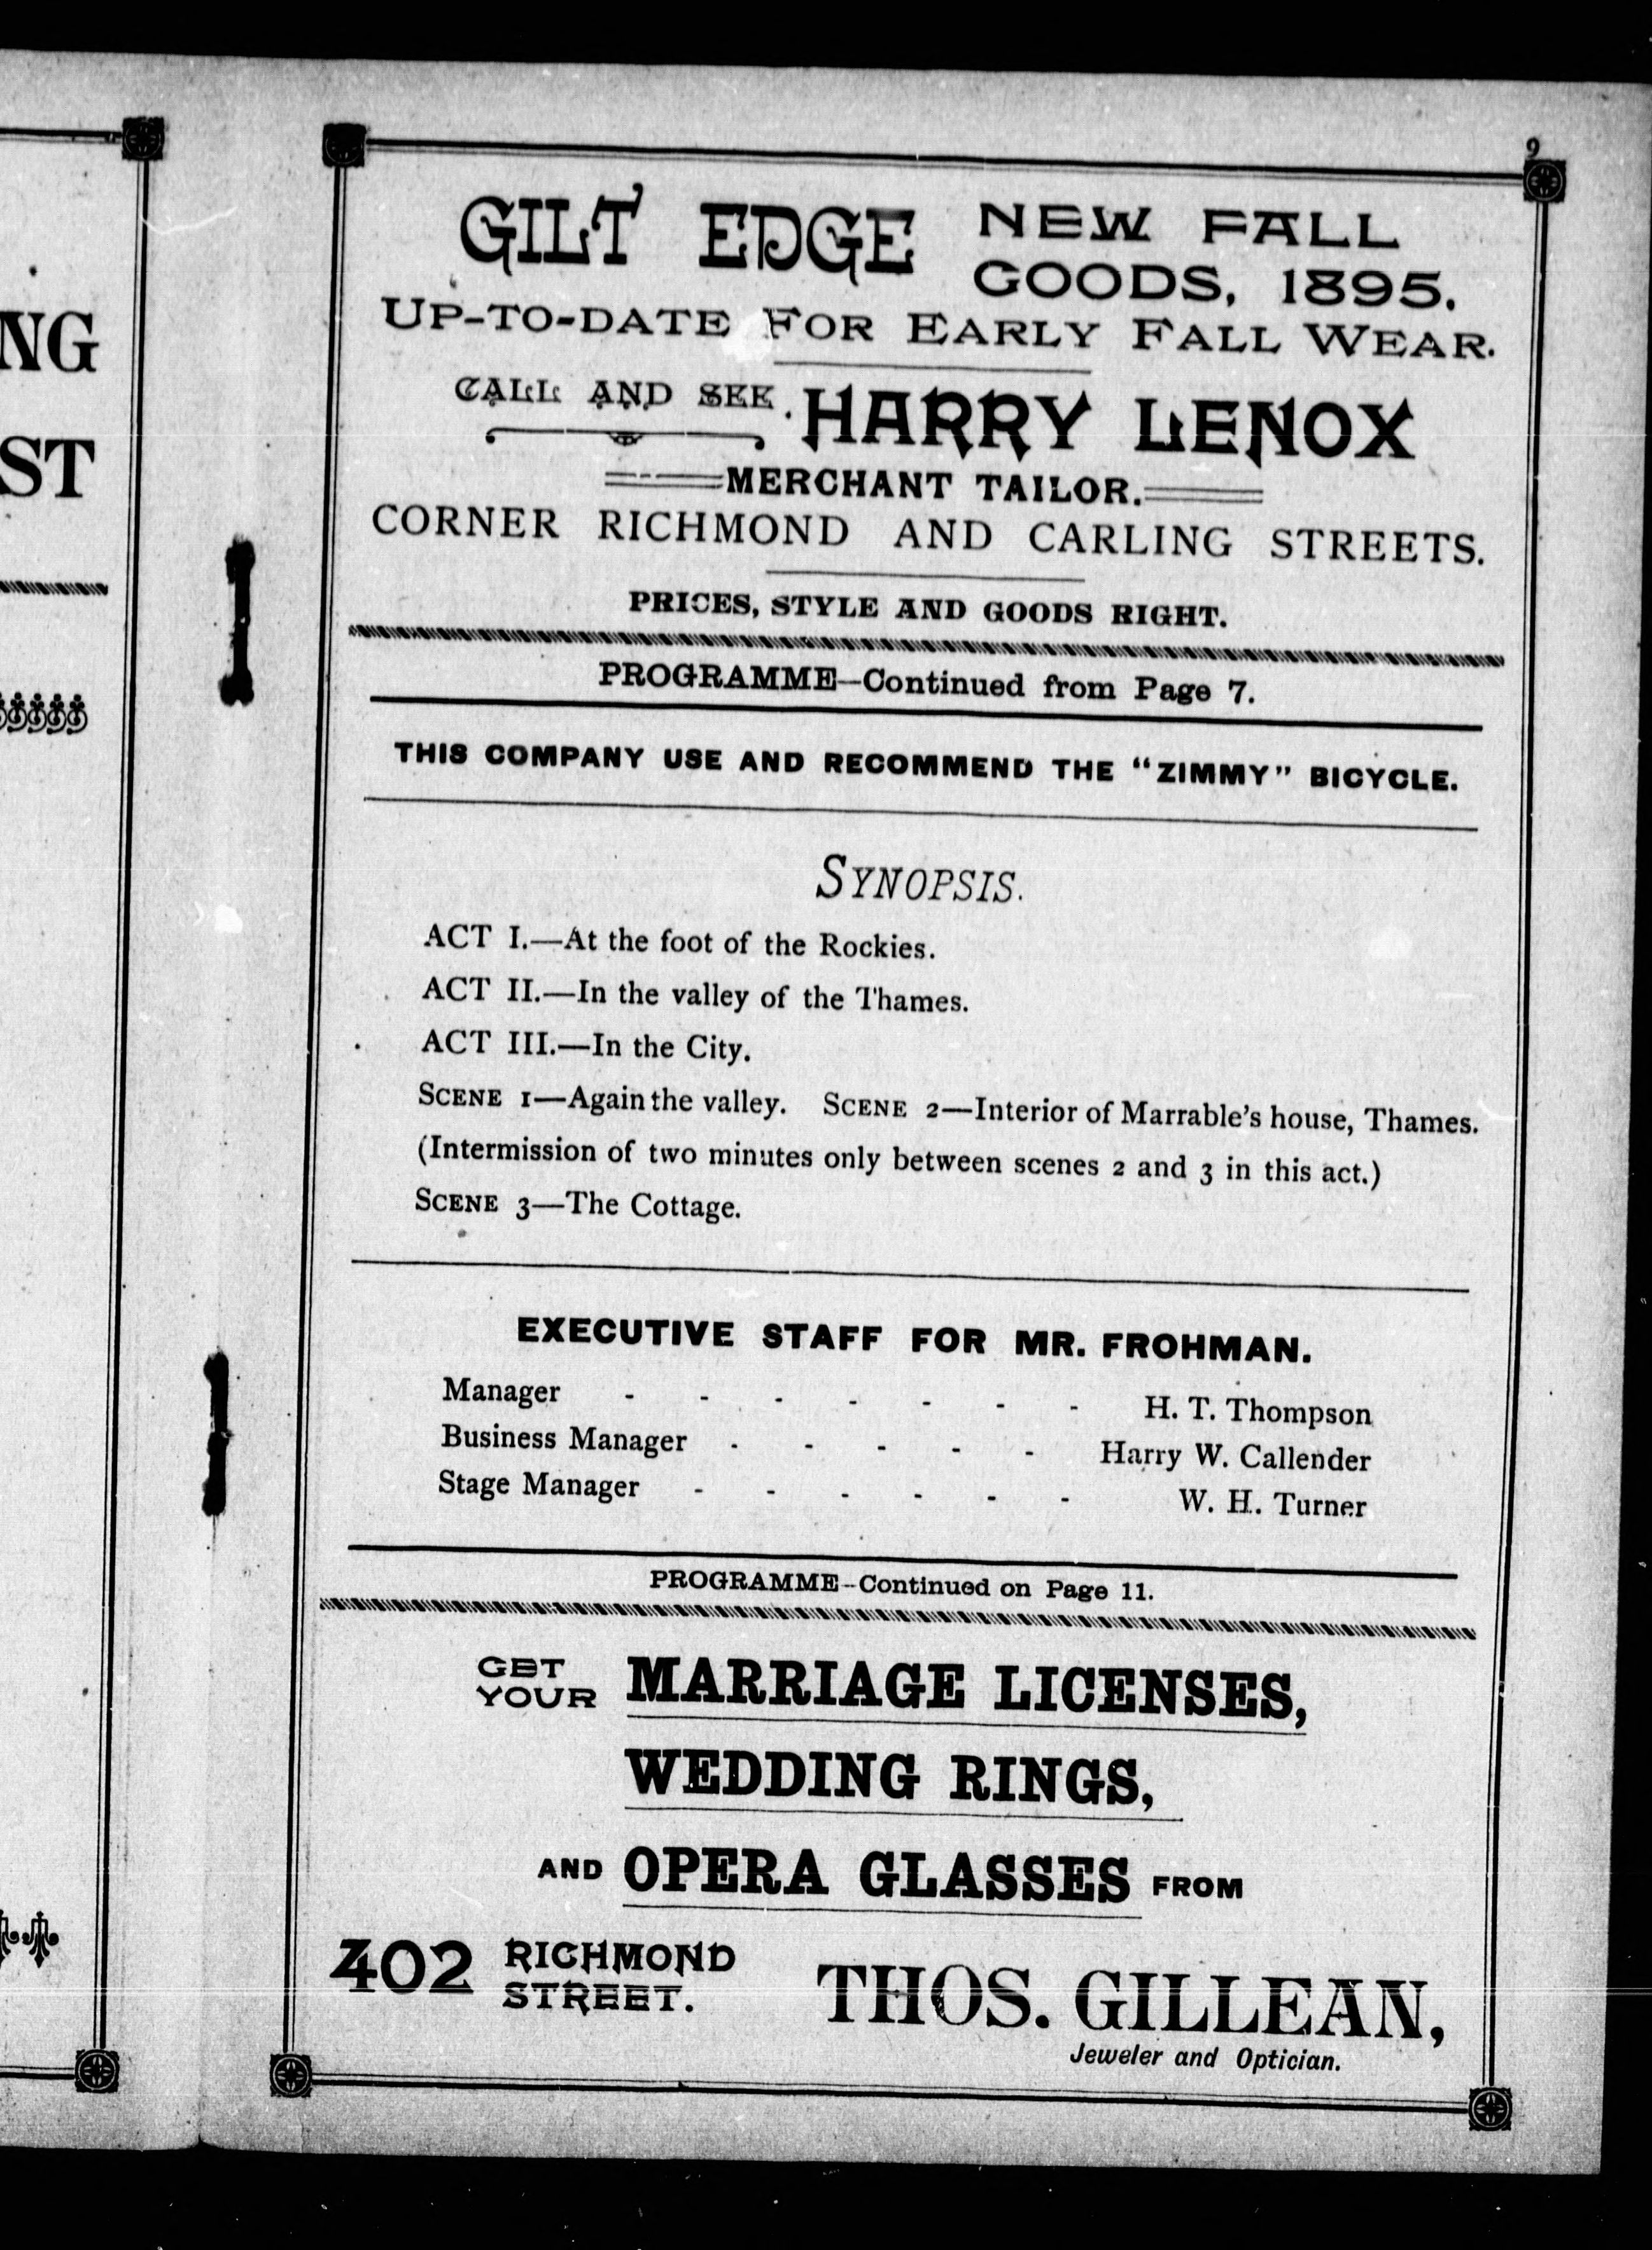 NG
ST
9
GILT EDGE NEW FALL
GOODS, 1895.
UP-TO-DATE FOR EARLY FALL WEAR.
CALL AND SEE. HARRY LENOX
MERCHANT TAILOR.
CORNER RICHMOND AND CARLING STREETS.
PRICES, STYLE AND GOODS RIGHT.
PROGRAMME—Continued from Page 7.
THIS COMPANY USE AND RECOMMEND THE "ZIMMY" BICYCLE.
SYNOPSIS.
ACT I.—At the foot of the Rockies.
ACT II.—In the valley of the Thames.
ACT III.—In the City.
SCENE 1—Again the valley. SCENE 2—Interior of Marrable's house, Thames.
(Intermission of two minutes only between scenes 2 and 3 in this act.)
SCENE 3—The Cottage.
EXECUTIVE STAFF FOR MR. FROHMAN.
Manager - - - - - - - H. T. Thompson
Business Manager - - - - - Harry W. Callender
Stage Manager - - - - - - W. H. Turner
PROGRAMME-Continued on Page 11.
GET
YOUR MARRIAGE LICENSES,
WEDDING RINGS,
AND OPERA GLASSES FROM
402 RICHMOND
STREET. THOS. GILLEAN,
Jeweler and Optician.